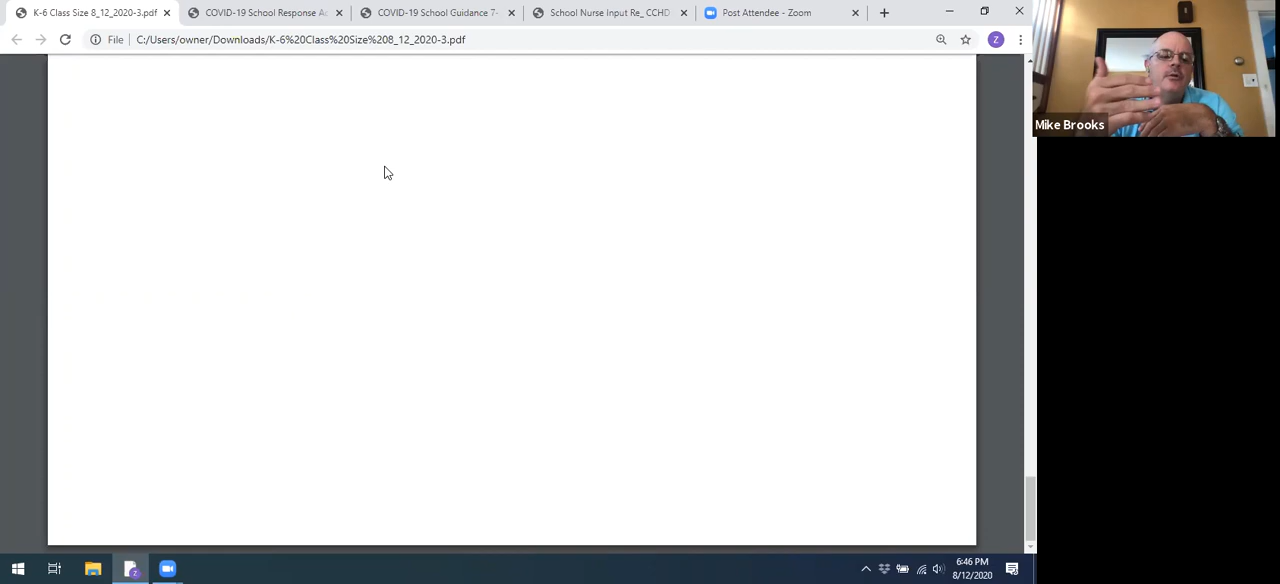 K-6 Class Size 8_12_2020-3.pdf
COVID-19 School Response Ac
COVID-19 School Guidance 7-
School Nurse Input Re_ CCHD
Post Attendee - Zoom
File
C:/Users/owner/Downloads/K-6%20Class%20Size%208_12_2020-3.pdf
Z
Mike Brooks
Z
6:46 PM
8/12/2020